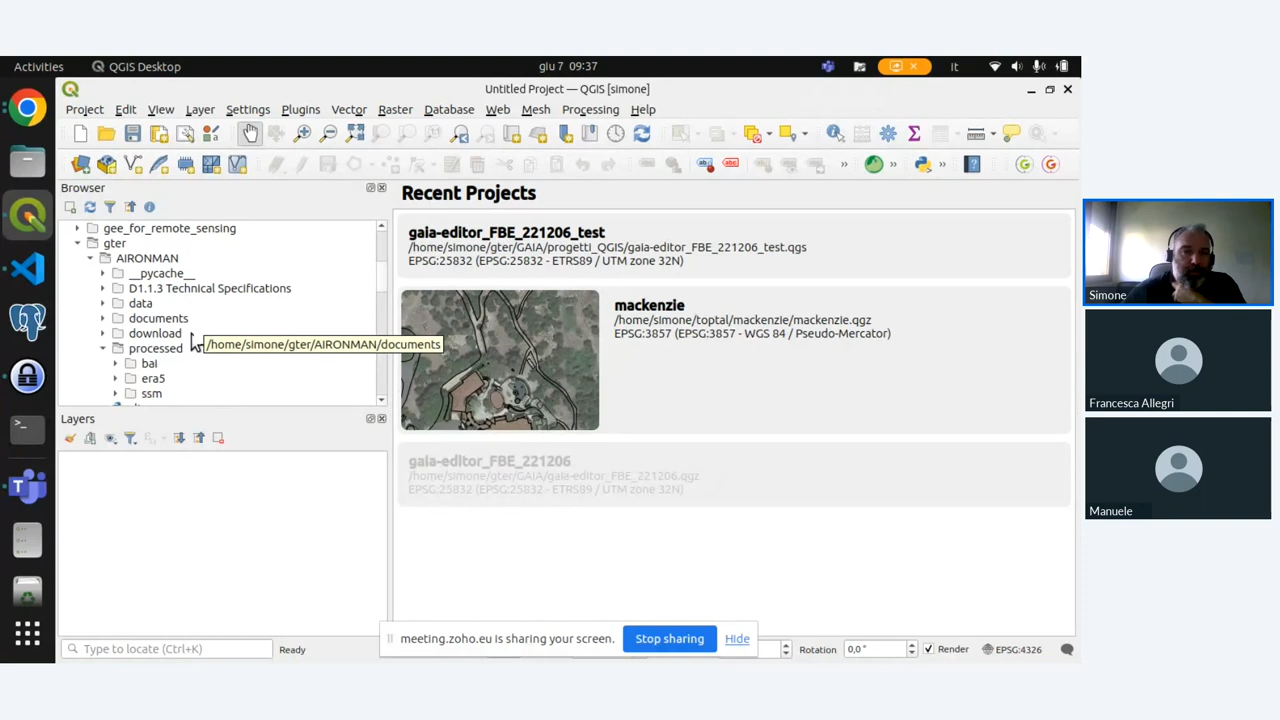 Activities QGIS Desktop giu 7 09:37 It
Untitled Project — QGIS [simone]
Project Edit View Layer Settings Plugins Vector Raster Database Web Mesh Processing Help
Browser
gee_for_remote_sensing
gter
AIRONMAN
__pycache__
D1.1.3 Technical Specifications
data
documents
download
/home/simone/gter/AIRONMAN/documents
processed
bai
era5
ssm
Layers
Recent Projects
gaia-editor_FBE_221206_test
/home/simone/gter/GAIA/progetti_QGIS/gaia-editor_FBE_221206_test.qgs
EPSG:25832 (EPSG:25832 - ETRS89 / UTM zone 32N)
mackenzie
/home/simone/toptal/mackenzie/mackenzie.qgz
EPSG:3857 (EPSG:3857 - WGS 84 / Pseudo-Mercator)
gaia-editor_FBE_221206
/home/simone/gter/GAIA/gaia-editor_FBE_221206.qgz
EPSG:25832 (EPSG:25832 - ETRS89 / UTM zone 32N)
meeting.zoho.eu is sharing your screen. Stop sharing Hide
Type to locate (Ctrl+K) Ready Rotation 0,0 ° Render EPSG:4326
Simone
Francesca Allegri
Manuele